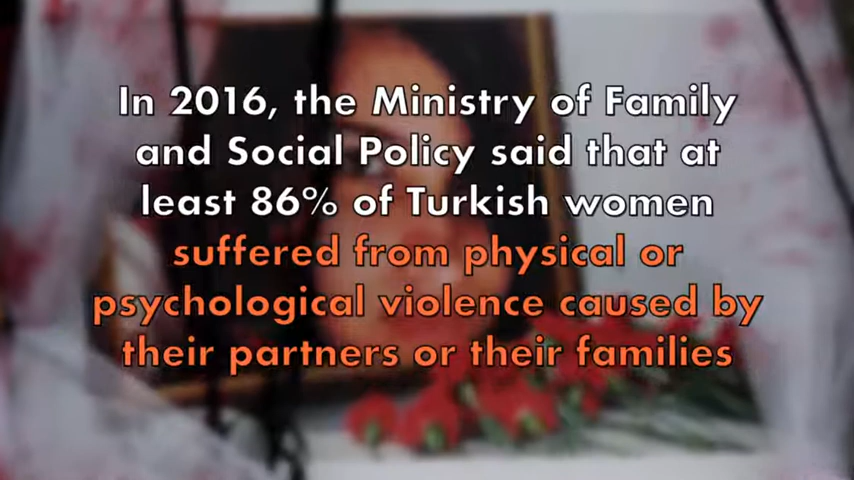 In 2016, the Ministry of Family
and Social Policy said that at
least 86% of Turkish women
suffered from physical or
psychological violence caused by
their partners or their families